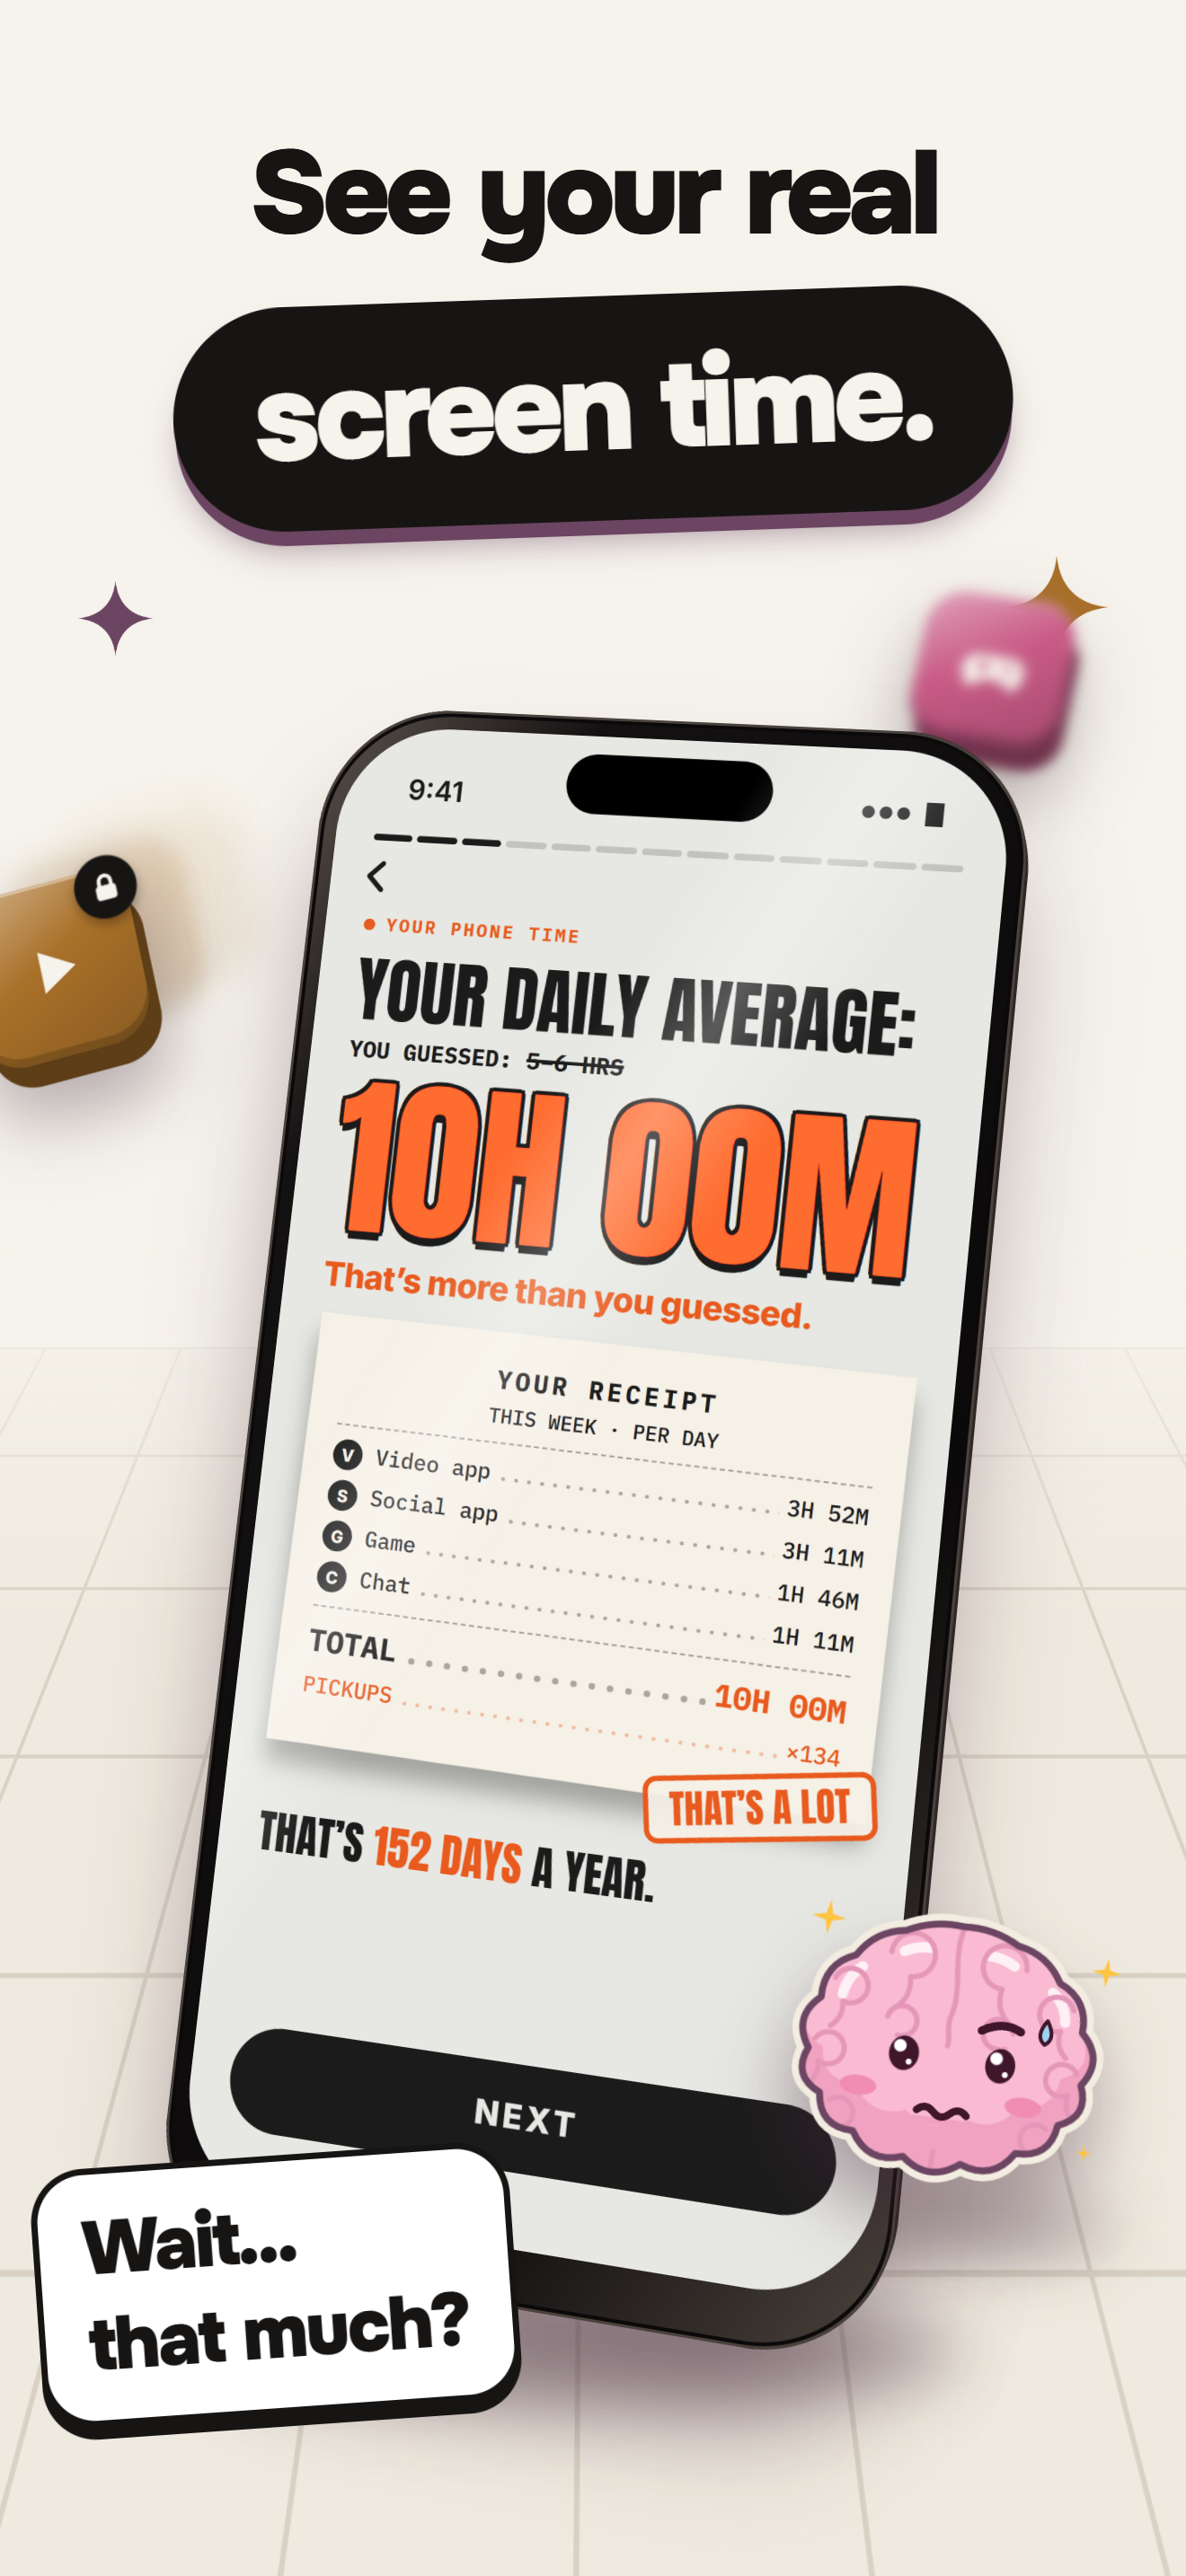 See your real
screen time.
9:41
YOUR PHONE TIME
YOUR DAILY AVERAGE:
YOU GUESSED: 5-6 HRS
10H 00M
That's more than you guessed.
YOUR RECEIPT
THIS WEEK · PER DAY
V Video app 3H 52M
S Social app 3H 11M
G Game 1H 46M
C Chat 1H 11M
TOTAL 10H 00M
PICKUPS ×134
THAT'S A LOT
THAT'S 152 DAYS A YEAR.
NEXT
Wait...
that much?